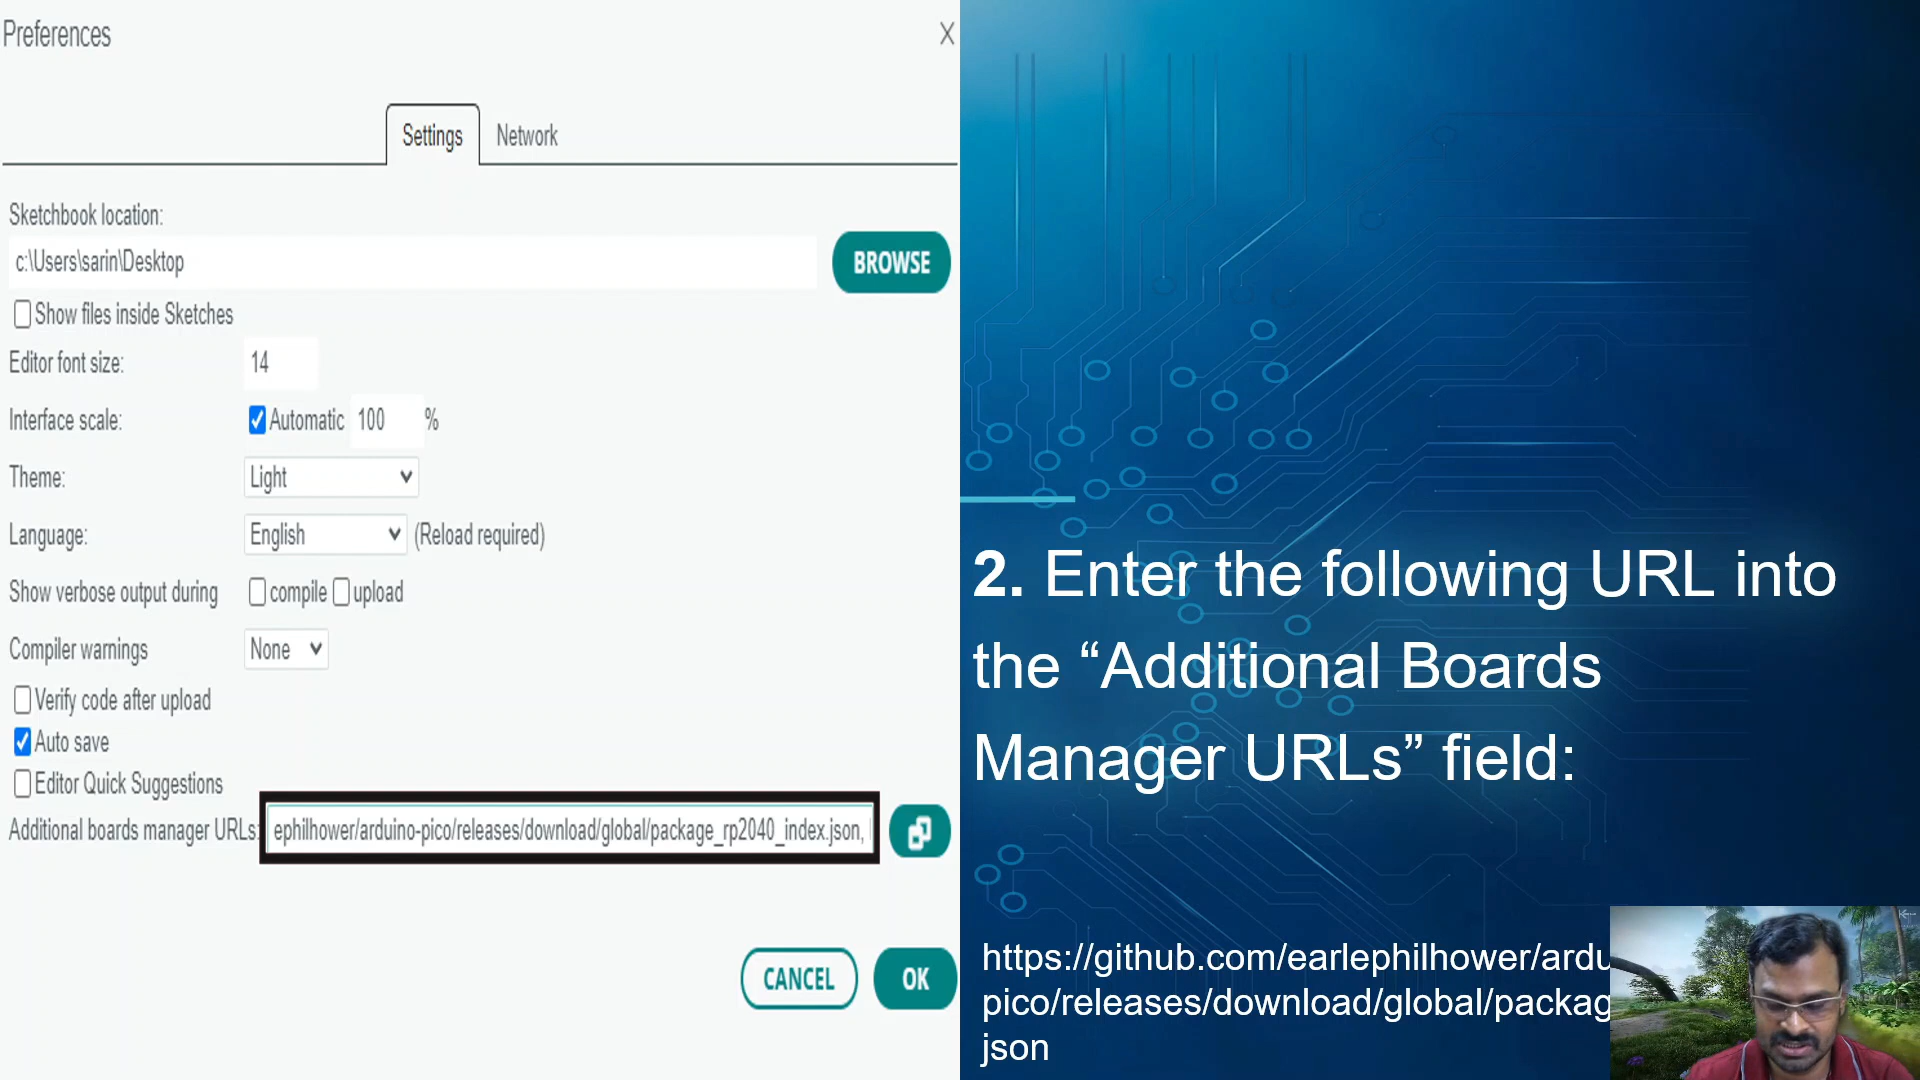 Preferences
X
Settings
Network
Sketchbook location:
c:\Users\sarin\Desktop
BROWSE
Show files inside Sketches
Editor font size:
14
Interface scale:
Automatic 100 %
Theme:
Light
Language:
English
(Reload required)
Show verbose output during
compile
upload
Compiler warnings
None
Verify code after upload
Auto save
Editor Quick Suggestions
Additional boards manager URLs:
ephilhower/arduino-pico/releases/download/global/package_rp2040_index.json,
CANCEL
OK
2. Enter the following URL into
the “Additional Boards
Manager URLs” field:
https://github.com/earlephilhower/ardu
pico/releases/download/global/packag
json